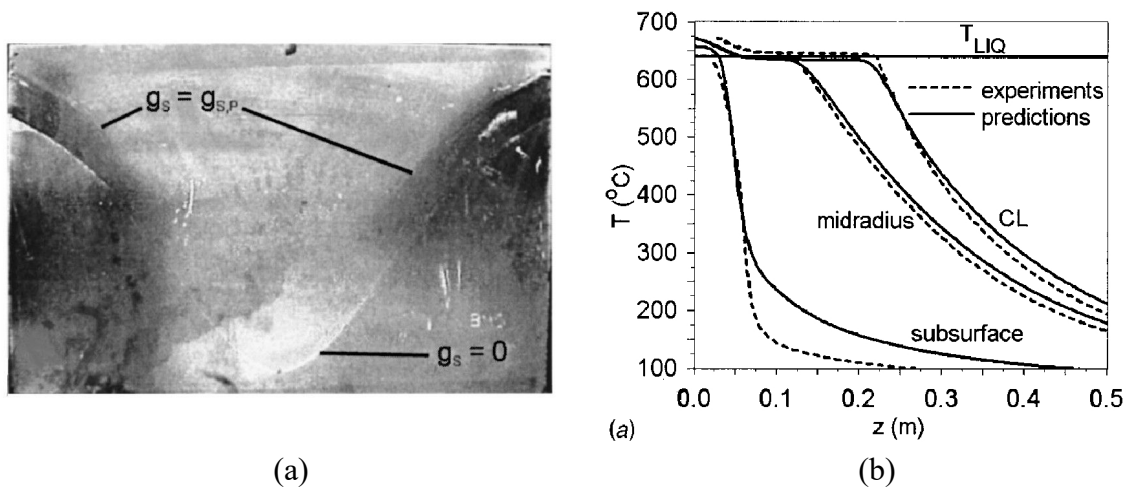 g_S = g_S,P
g_S = 0
(a)
700
600
500
400
300
200
100
T (°C)
T_LIQ
experiments
predictions
midradius
CL
subsurface
0.0 0.1 0.2 0.3 0.4 0.5
z (m)
(a)
(b)